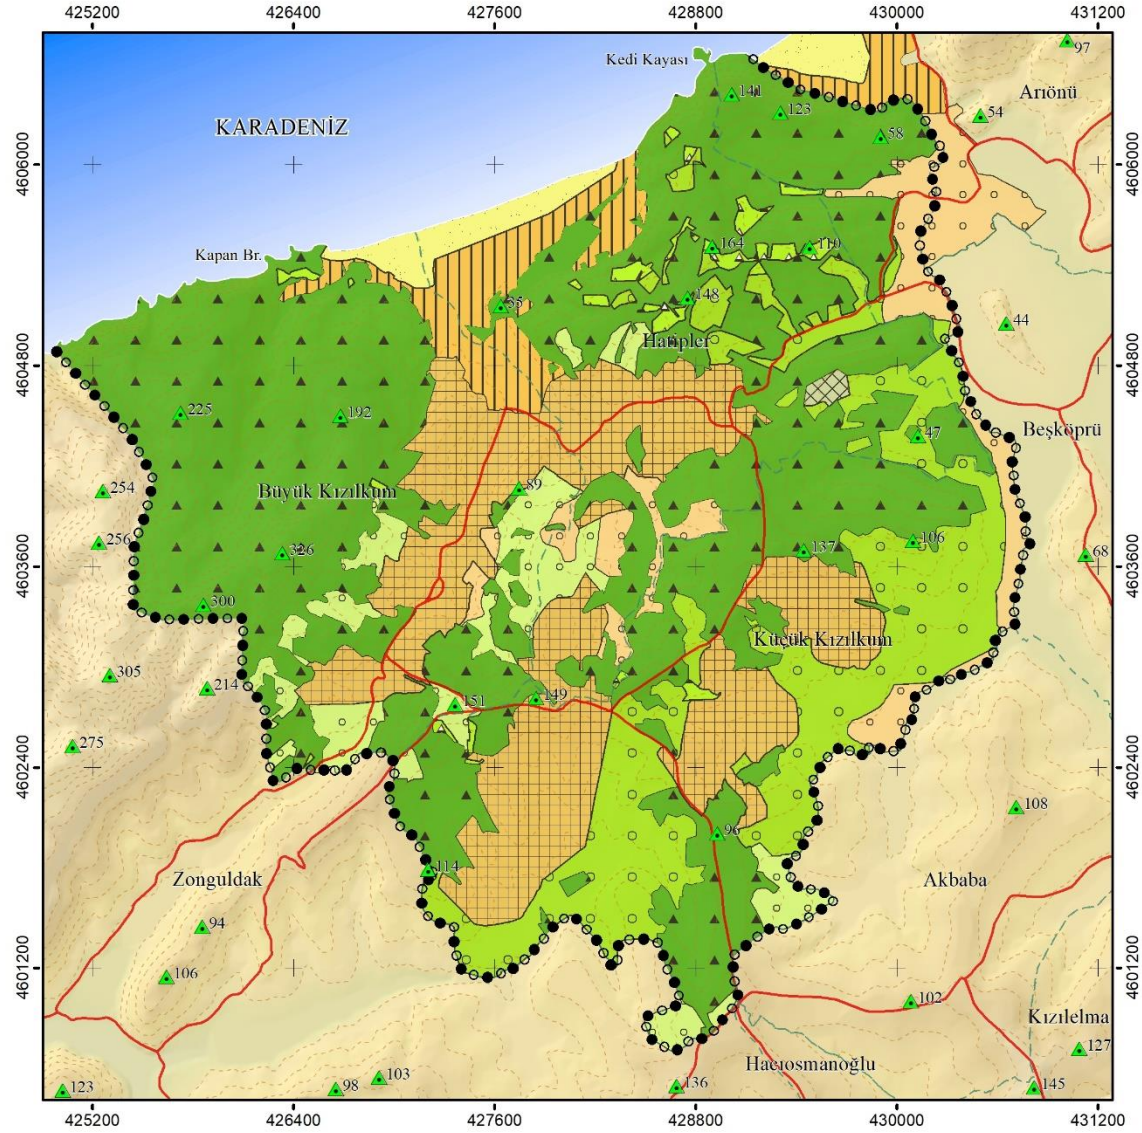 425200 426400 427600 428800 430000 431200
97
Kedi Kayası
Arıönü
141
123
54
58
KARADENİZ
4606000 4606000
Kapan Br.
164 110
148
35
44
Hatipler
4604800 4604800
225 192
47
Beşköprü
254
Büyük Kızılkum
89
256
326
137
106
68
4603600 4603600
300
Küçük Kızılkum
305
214
151
149
275
4602400 4602400
108
96
114
Zonguldak
Akbaba
94
106
4601200 4601200
102
Kızılelma
127
Hacıosmanoğlu
123
98
103
136
145
425200 426400 427600 428800 430000 431200